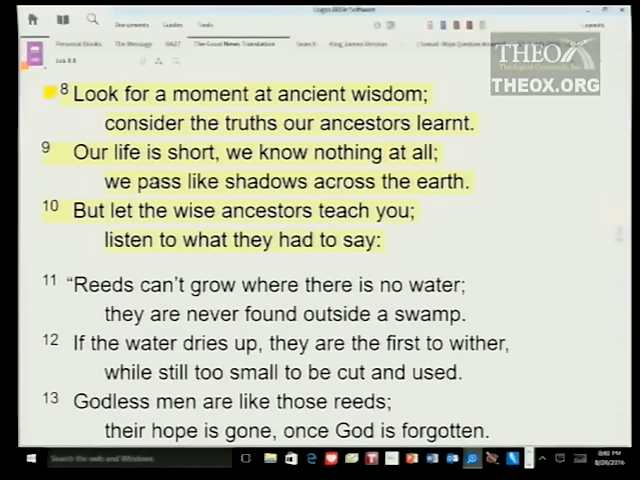 Logos Bible Software
Documents Guides Tools Layouts
Personal Books The Message NA27 The Good News Translation Search King James Version
Job 8:8
THEOX
THEOX.ORG
8 Look for a moment at ancient wisdom;
consider the truths our ancestors learnt.
9 Our life is short, we know nothing at all;
we pass like shadows across the earth.
10 But let the wise ancestors teach you;
listen to what they had to say:
11 “Reeds can't grow where there is no water;
they are never found outside a swamp.
12 If the water dries up, they are the first to wither,
while still too small to be cut and used.
13 Godless men are like those reeds;
their hope is gone, once God is forgotten.
Search the web and Windows
8/26/2016